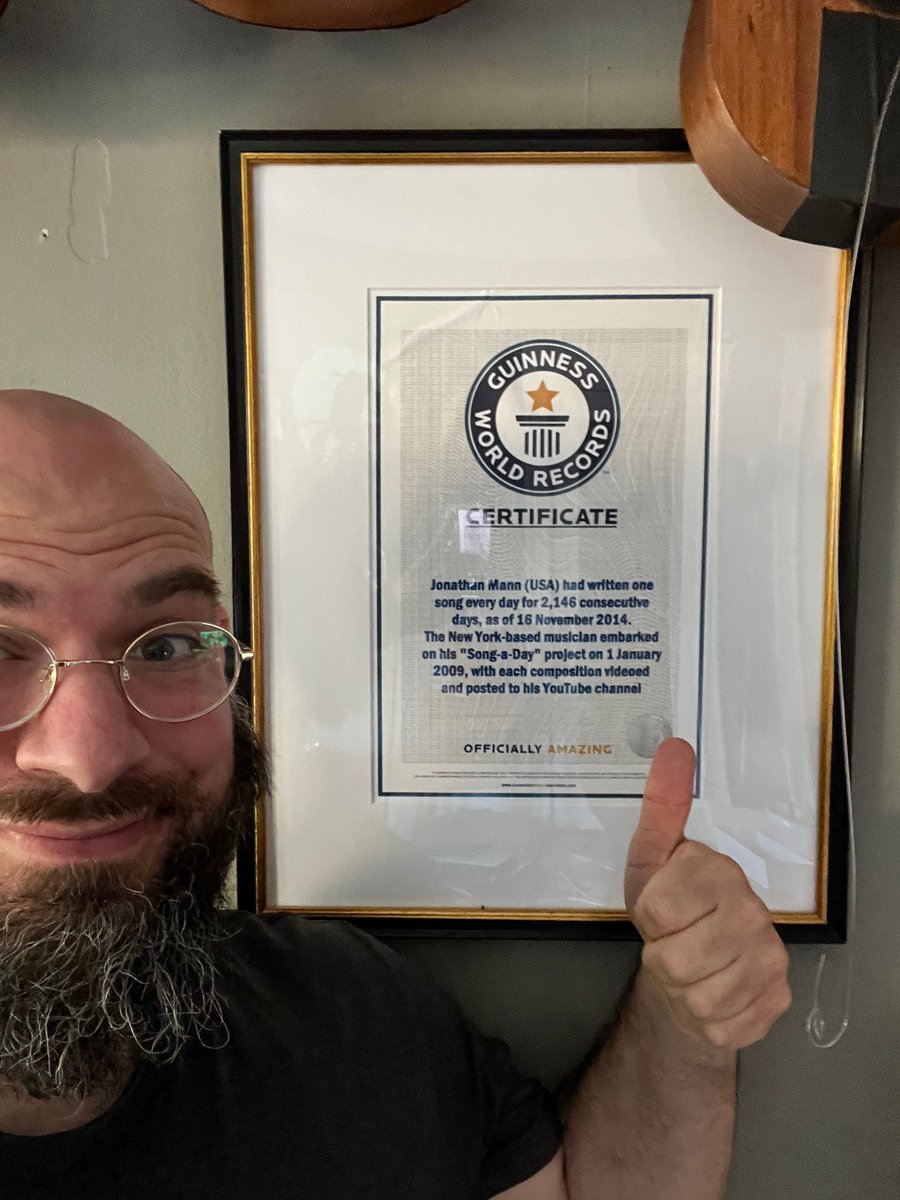 GUINNESS
WORLD RECORDS
CERTIFICATE
Jonathan Mann (USA) had written one
song every day for 2,146 consecutive
days, as of 16 November 2014.
The New York-based musician embarked
on his "Song-a-Day" project on 1 January
2009, with each composition videoed
and posted to his YouTube channel
OFFICIALLY AMAZING